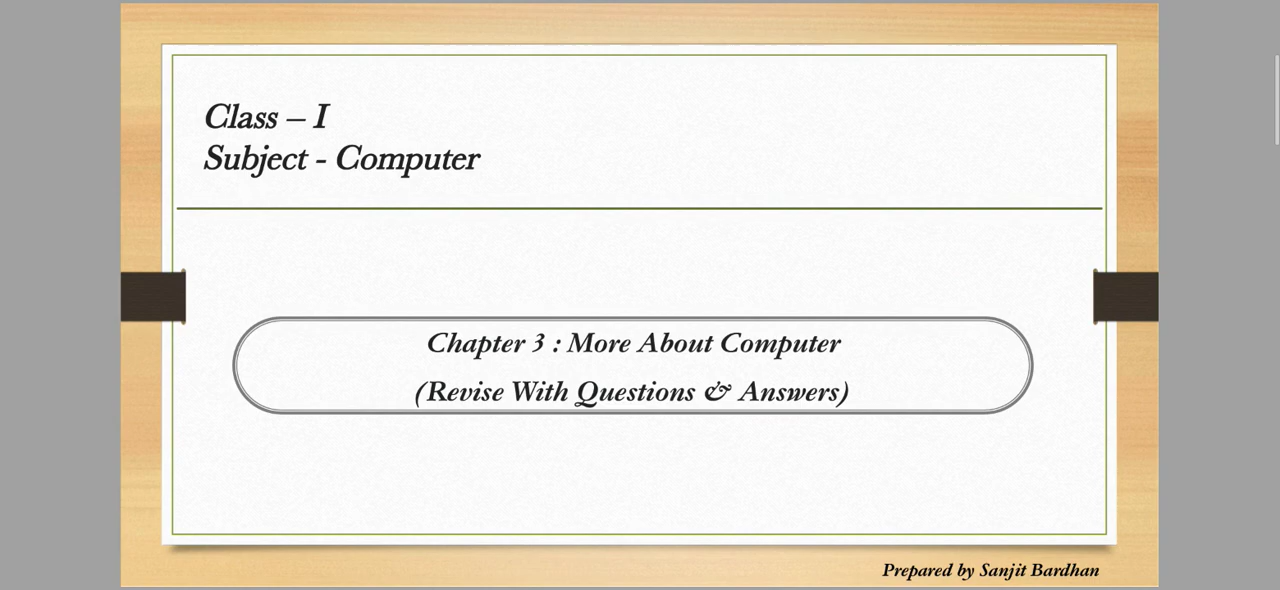 Class – I
Subject - Computer
Chapter 3 : More About Computer
(Revise With Questions & Answers)
Prepared by Sanjit Bardhan